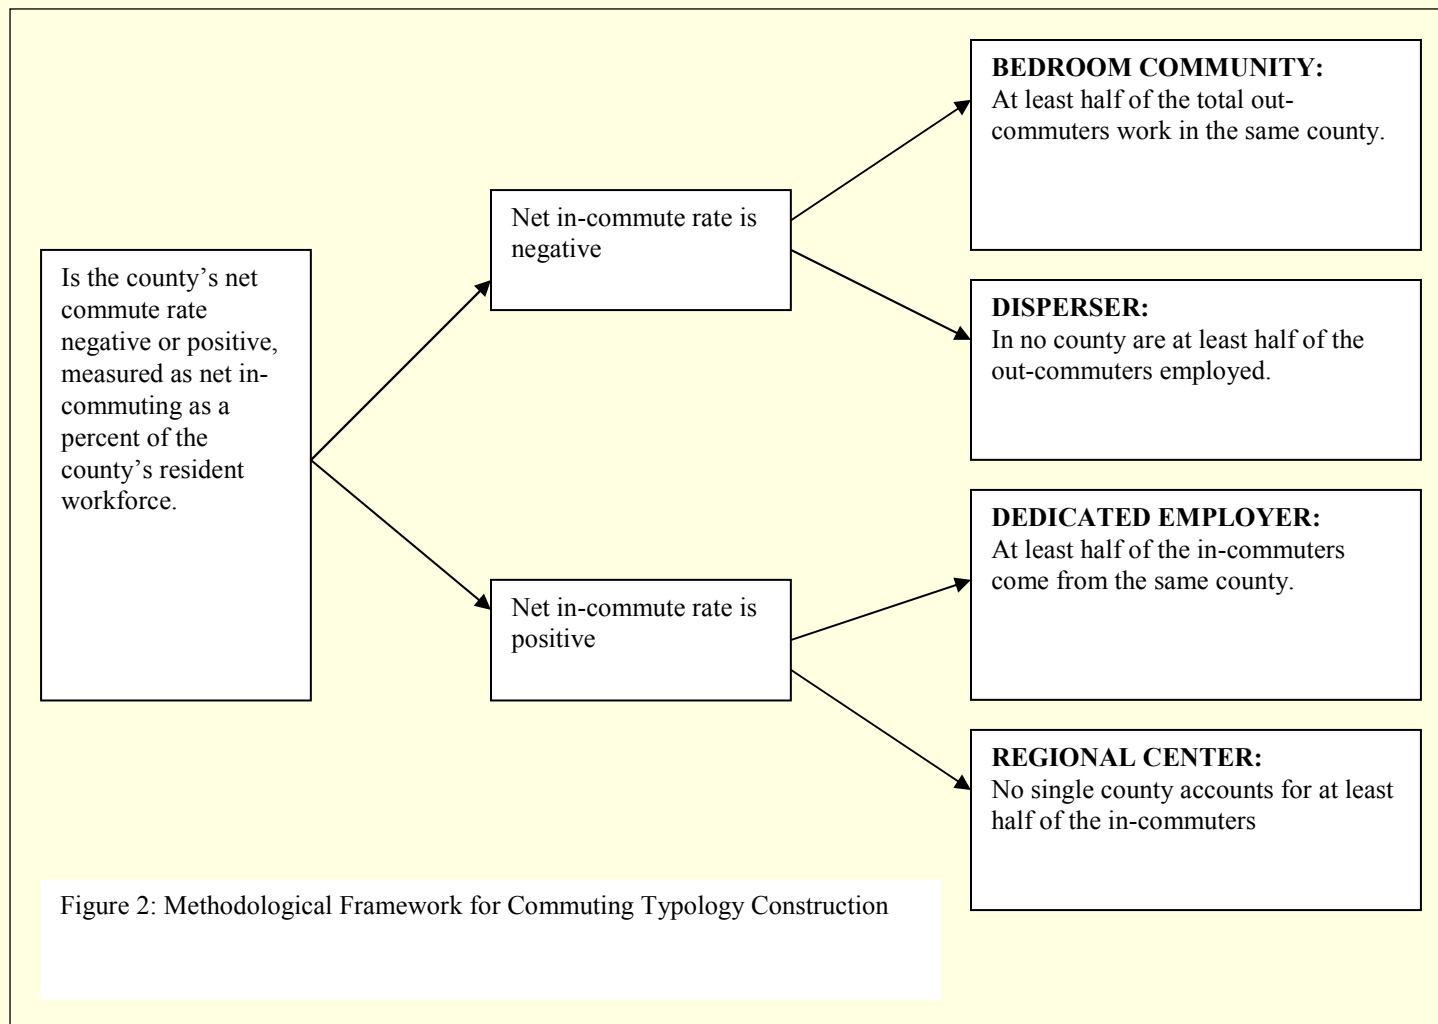 Is the county’s net
commute rate
negative or positive,
measured as net in-
commuting as a
percent of the
county’s resident
workforce.
Net in-commute rate is
negative
Net in-commute rate is
positive
BEDROOM COMMUNITY:
At least half of the total out-
commuters work in the same county.
DISPERSER:
In no county are at least half of the
out-commuters employed.
DEDICATED EMPLOYER:
At least half of the in-commuters
come from the same county.
REGIONAL CENTER:
No single county accounts for at least
half of the in-commuters
Figure 2: Methodological Framework for Commuting Typology Construction